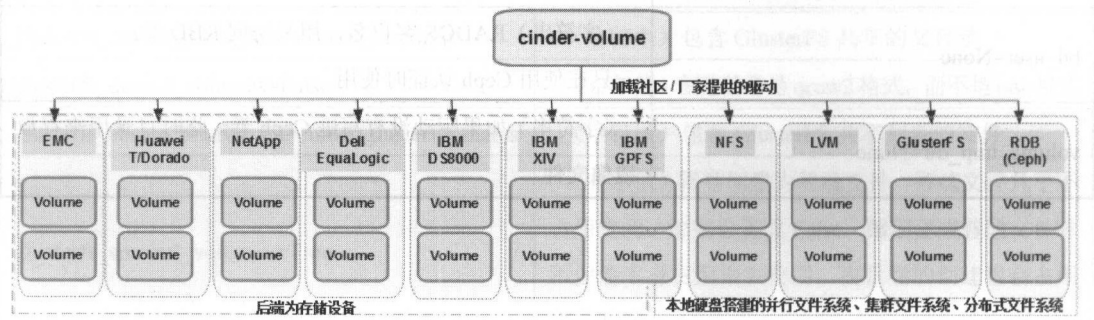 cinder-volume
加载社区/厂家提供的驱动
EMC
Huawei
T/Dorado
NetApp
Dell
EquaLogic
IBM
DS8000
IBM
XIV
IBM
GPFS
NFS
LVM
GlusterFS
RDB
(Ceph)
Volume Volume Volume Volume Volume Volume Volume Volume Volume Volume Volume
Volume Volume Volume Volume Volume Volume Volume Volume Volume Volume Volume
后端为存储设备
本地硬盘搭建的并行文件系统、集群文件系统、分布式文件系统